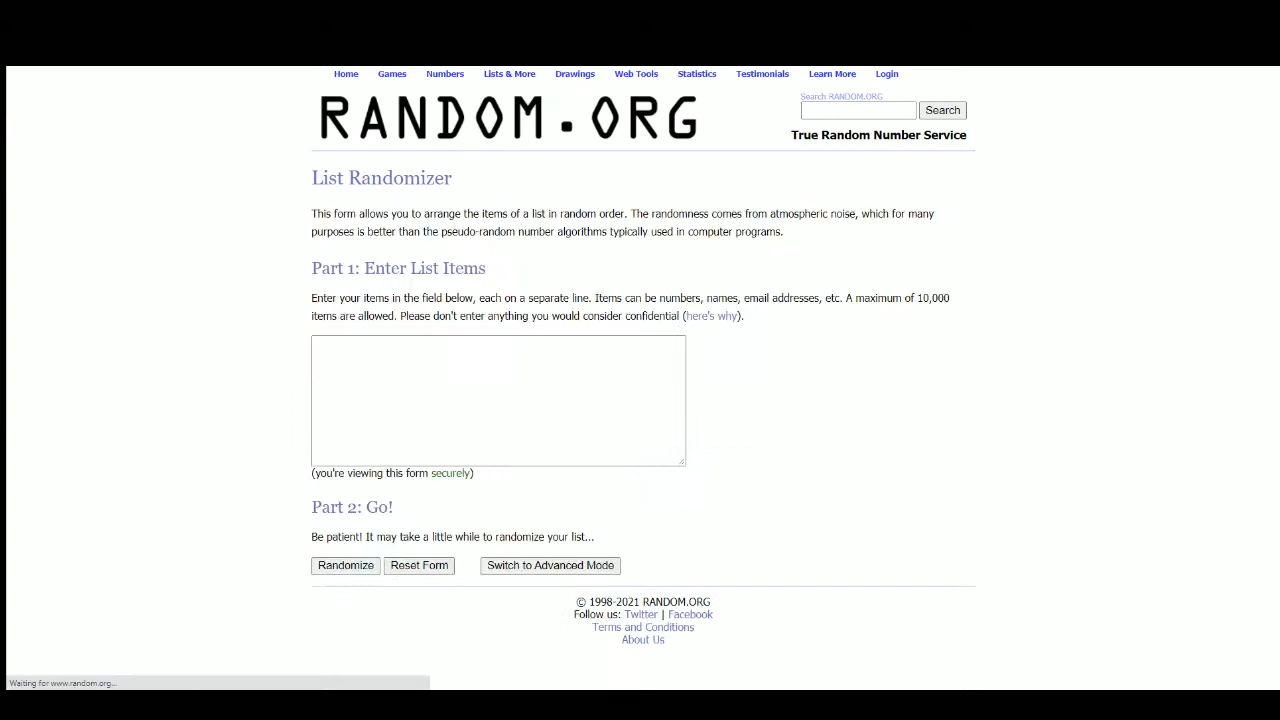 Home Games Numbers Lists & More Drawings Web Tools Statistics Testimonials Learn More Login
RANDOM.ORG
Search RANDOM.ORG
Search
True Random Number Service
List Randomizer
This form allows you to arrange the items of a list in random order. The randomness comes from atmospheric noise, which for many
purposes is better than the pseudo-random number algorithms typically used in computer programs.
Part 1: Enter List Items
Enter your items in the field below, each on a separate line. Items can be numbers, names, email addresses, etc. A maximum of 10,000
items are allowed. Please don't enter anything you would consider confidential (here's why).
(you're viewing this form securely)
Part 2: Go!
Be patient! It may take a little while to randomize your list...
Randomize Reset Form Switch to Advanced Mode
© 1998-2021 RANDOM.ORG
Follow us: Twitter | Facebook
Terms and Conditions
About Us
Waiting for www.random.org...